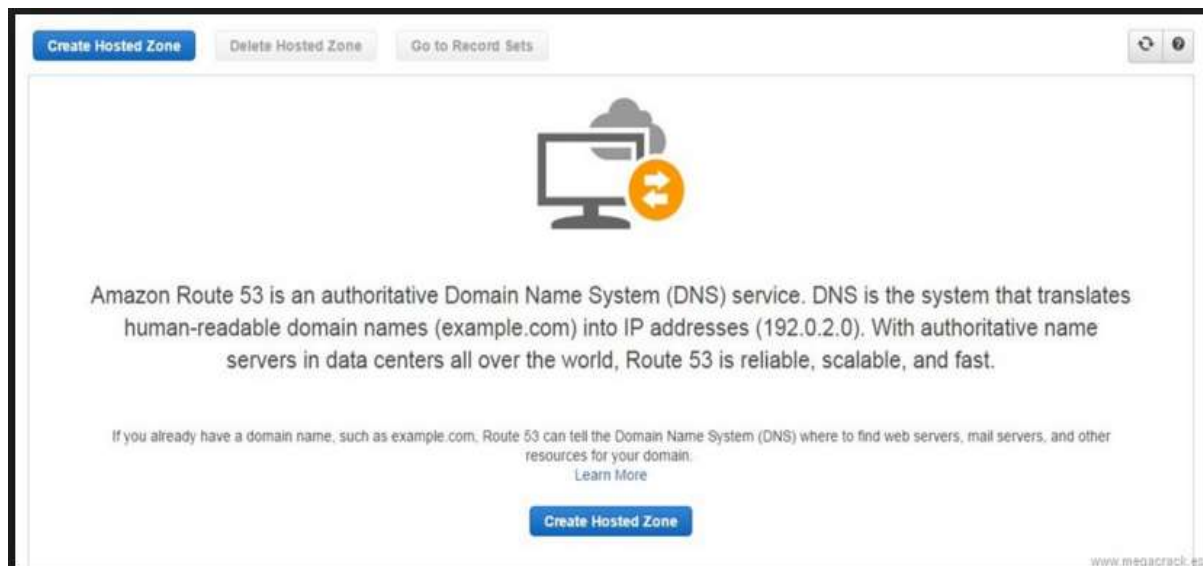 Create Hosted Zone
Delete Hosted Zone
Go to Record Sets
Amazon Route 53 is an authoritative Domain Name System (DNS) service. DNS is the system that translates
human-readable domain names (example.com) into IP addresses (192.0.2.0). With authoritative name
servers in data centers all over the world, Route 53 is reliable, scalable, and fast.
If you already have a domain name, such as example.com, Route 53 can tell the Domain Name System (DNS) where to find web servers, mail servers, and other
resources for your domain.
Learn More
Create Hosted Zone
www.megacrack.es